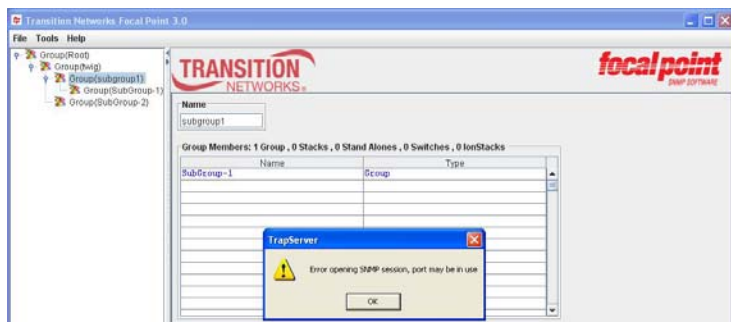 Transition Networks Focal Point 3.0
File Tools Help
Group(Root)
Group(twig)
Group(subgroup1)
Group(SubGroup-1)
Group(SubGroup-2)
TRANSITION
NETWORKS®
focal point
SNMP SOFTWARE
Name
subgroup1
Group Members: 1 Group , 0 Stacks , 0 Stand Alones , 0 Switches , 0 IonStacks
Name Type
SubGroup-1 Group
TrapServer
Error opening SNMP session, port may be in use
OK